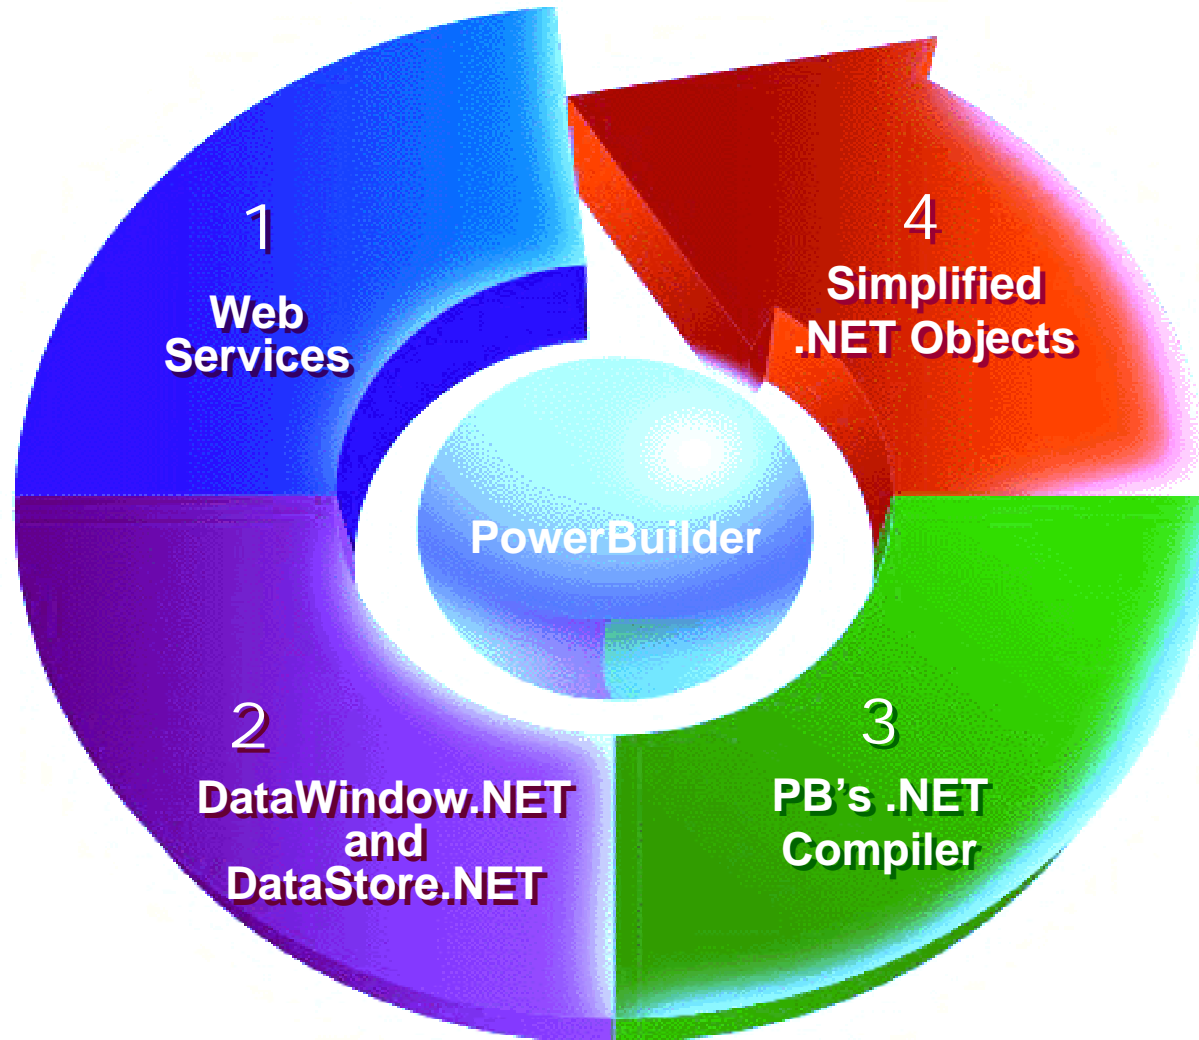 1
Web
Services
2
DataWindow.NET
and
DataStore.NET
3
PB’s .NET
Compiler
4
Simplified
.NET Objects
PowerBuilder